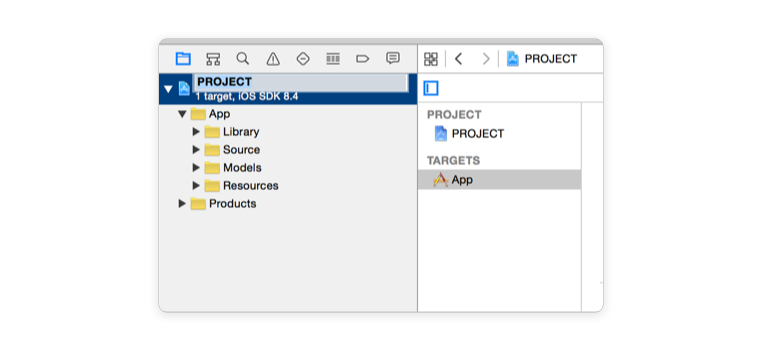 PROJECT
1 target, iOS SDK 8.4
App
Library
Source
Models
Resources
Products
PROJECT
PROJECT
PROJECT
TARGETS
App